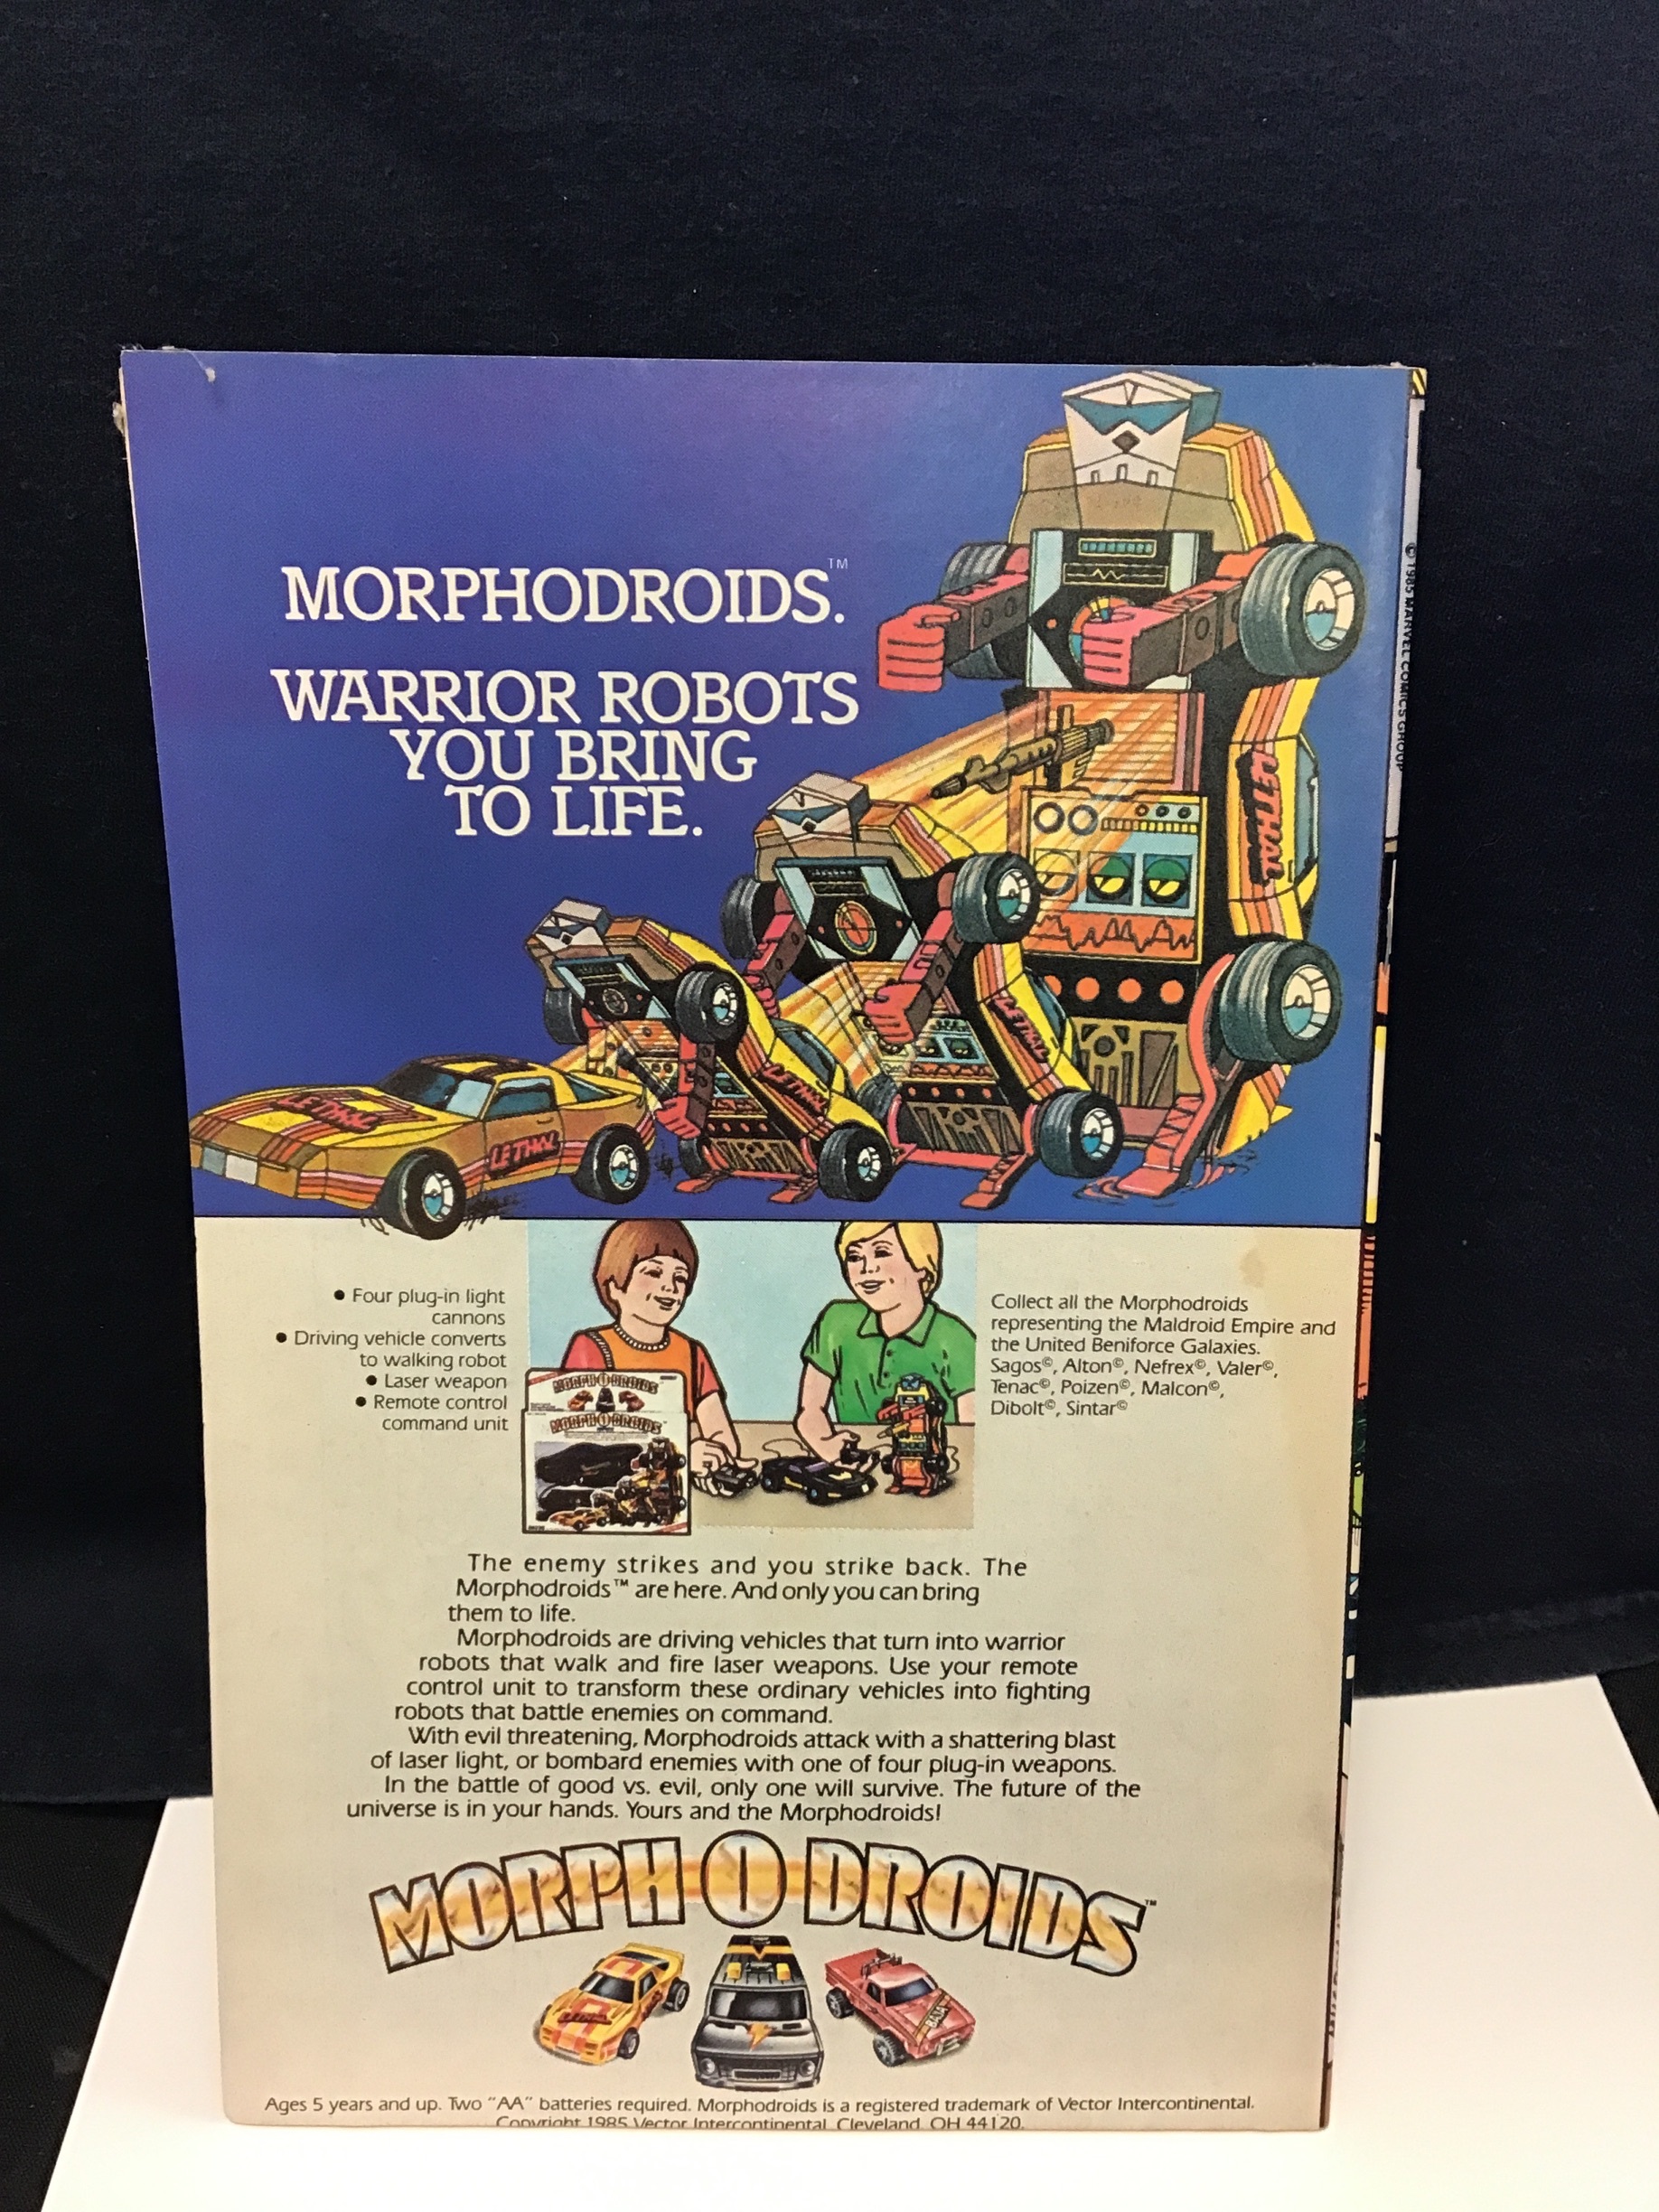 MORPHODROIDS.™
WARRIOR ROBOTS
YOU BRING
TO LIFE.
LETHAL
LETHAL
LETHAL
LETHAL
LETHAL
© 1985 MARVEL COMICS GROUP
• Four plug-in light
cannons
• Driving vehicle converts
to walking robot
• Laser weapon
• Remote control
command unit
MORPH·O·DROIDS
MORPH·O·DROIDS
Collect all the Morphodroids
representing the Maldroid Empire and
the United Beniforce Galaxies.
Sagos©, Alton©, Nefrex©, Valer©,
Tenac©, Poizen©, Malcon©,
Dibolt©, Sintar©
The enemy strikes and you strike back. The
Morphodroids™ are here. And only you can bring
them to life.
Morphodroids are driving vehicles that turn into warrior
robots that walk and fire laser weapons. Use your remote
control unit to transform these ordinary vehicles into fighting
robots that battle enemies on command.
With evil threatening, Morphodroids attack with a shattering blast
of laser light, or bombard enemies with one of four plug-in weapons.
In the battle of good vs. evil, only one will survive. The future of the
universe is in your hands. Yours and the Morphodroids!
MORPH O DROIDS™
LETHAL
BAJA
Ages 5 years and up. Two "AA" batteries required. Morphodroids is a registered trademark of Vector Intercontinental.
Copyright 1985 Vector Intercontinental, Cleveland, OH 44120.